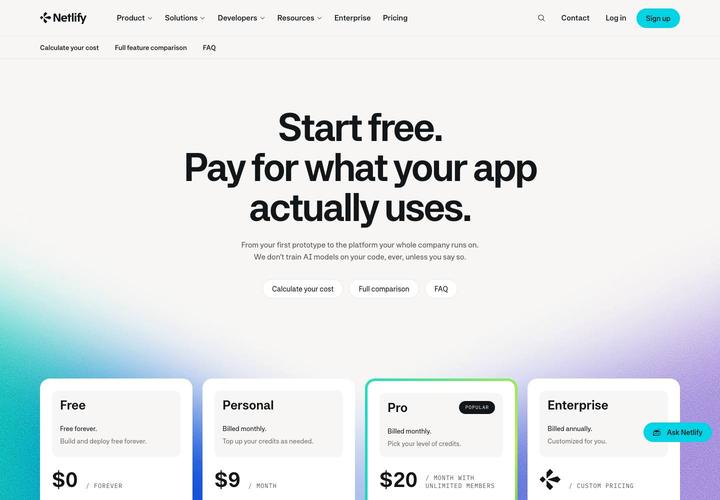 Netlify
Product
Solutions
Developers
Resources
Enterprise
Pricing
Contact
Log in
Sign up
Calculate your cost
Full feature comparison
FAQ
Start free.
Pay for what your app
actually uses.
From your first prototype to the platform your whole company runs on.
We don't train AI models on your code, ever, unless you say so.
Calculate your cost
Full comparison
FAQ
Free
Free forever.
Build and deploy free forever.
$0 / FOREVER
Personal
Billed monthly.
Top up your credits as needed.
$9 / MONTH
Pro
POPULAR
Billed monthly.
Pick your level of credits.
$20 / MONTH WITH
UNLIMITED MEMBERS
Enterprise
Billed annually.
Customized for you.
/ CUSTOM PRICING
Ask Netlify